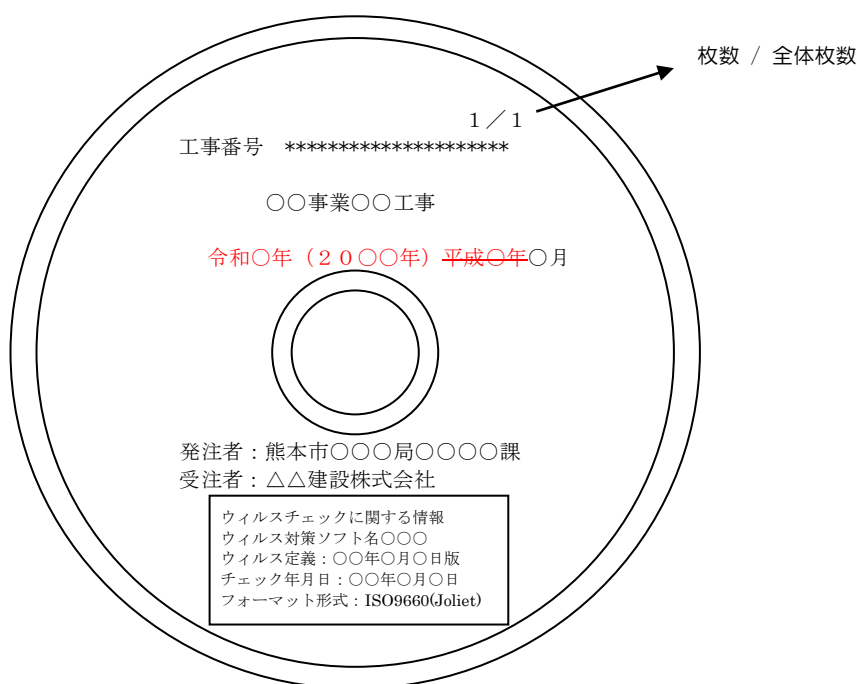 枚数 / 全体枚数
1／1
工事番号　*********************
○○事業○○工事
令和○年（２０○○年）平成○年○月
発注者：熊本市○○○局○○○○課
受注者：△△建設株式会社
ウィルスチェックに関する情報
ウィルス対策ソフト名○○○
ウィルス定義：○○年○月○日版
チェック年月日：○○年○月○日
フォーマット形式：ISO9660(Joliet)